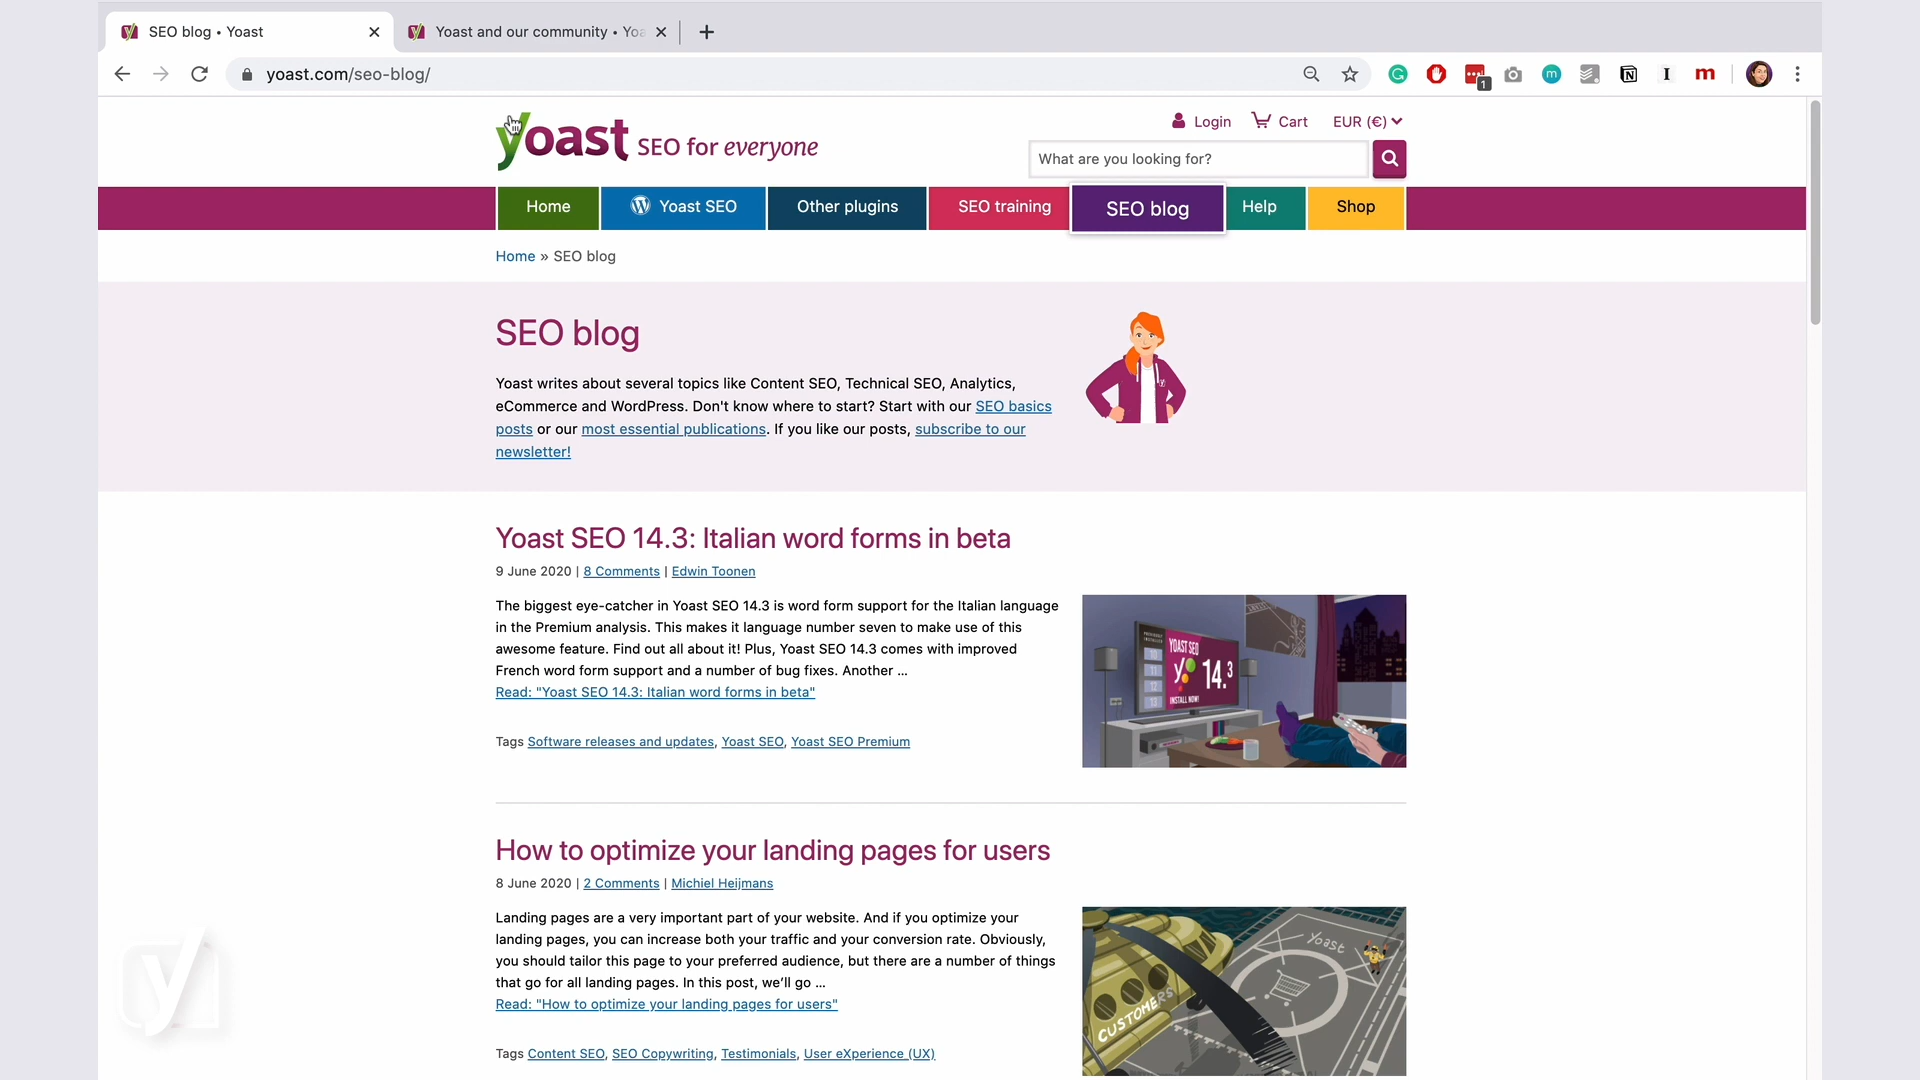 SEO blog • Yoast
Yoast and our community • Yoa
yoast.com/seo-blog/
1
yoast SEO for everyone
Login Cart EUR (€)
What are you looking for?
Home Yoast SEO Other plugins SEO training SEO blog Help Shop
Home » SEO blog
SEO blog
Yoast writes about several topics like Content SEO, Technical SEO, Analytics,
eCommerce and WordPress. Don't know where to start? Start with our SEO basics
posts or our most essential publications. If you like our posts, subscribe to our
newsletter!
Yoast SEO 14.3: Italian word forms in beta
9 June 2020 | 8 Comments | Edwin Toonen
The biggest eye-catcher in Yoast SEO 14.3 is word form support for the Italian language
in the Premium analysis. This makes it language number seven to make use of this
awesome feature. Find out all about it! Plus, Yoast SEO 14.3 comes with improved
French word form support and a number of bug fixes. Another ...
Read: "Yoast SEO 14.3: Italian word forms in beta"
YOAST SEO
14.3
INSTALL NOW!
Tags Software releases and updates, Yoast SEO, Yoast SEO Premium
How to optimize your landing pages for users
8 June 2020 | 2 Comments | Michiel Heijmans
Landing pages are a very important part of your website. And if you optimize your
landing pages, you can increase both your traffic and your conversion rate. Obviously,
you should tailor this page to your preferred audience, but there are a number of things
that go for all landing pages. In this post, we’ll go ...
Read: "How to optimize your landing pages for users"
yoast
CUSTOMERS
Tags Content SEO, SEO Copywriting, Testimonials, User eXperience (UX)